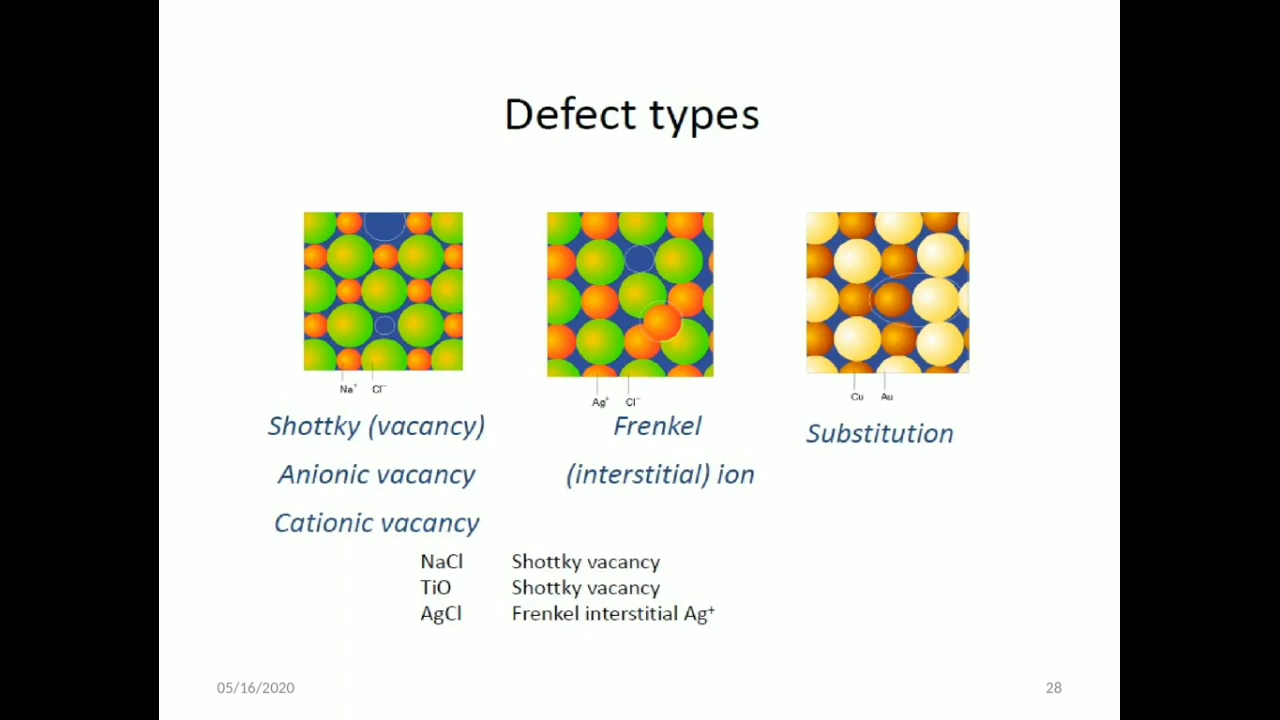 Defect types
Na⁺ Cl⁻
Shottky (vacancy)
Anionic vacancy
Cationic vacancy
Ag⁺ Cl⁻
Frenkel
(interstitial) ion
Cu Au
Substitution
NaCl Shottky vacancy
TiO Shottky vacancy
AgCl Frenkel interstitial Ag⁺
05/16/2020
28